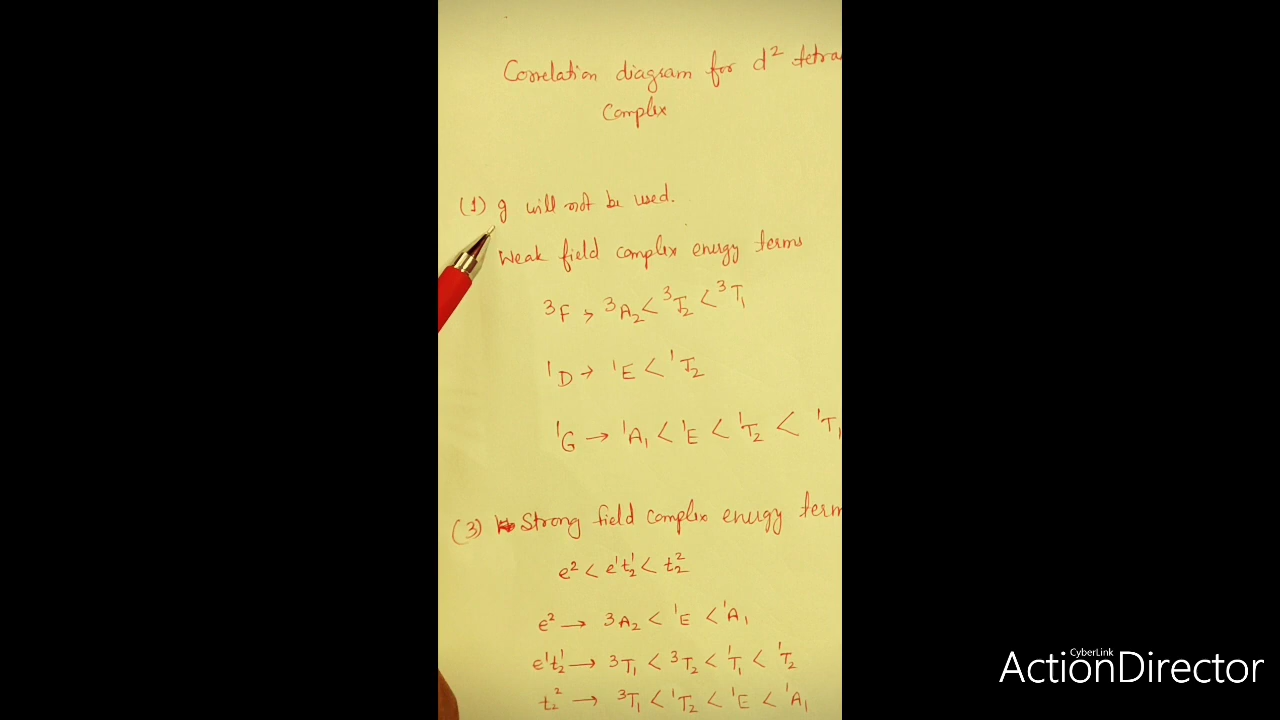 Correlation diagram for d² tetra
Complex
(1) g will not be used.
Weak field complex energy terms
³F → ³A₂ < ³T₂ < ³T₁
¹D → ¹E < ¹T₂
¹G → ¹A₁ < ¹E < ¹T₂ < ¹T₁
(3) Strong field complex energy term
e² < e¹t₂¹ < t₂²
e² → ³A₂ < ¹E < ¹A₁
e¹t₂¹ → ³T₁ < ³T₂ < ¹T₁ < ¹T₂
t₂² → ³T₁ < ¹T₂ < ¹E < ¹A₁
CyberLink
ActionDirector